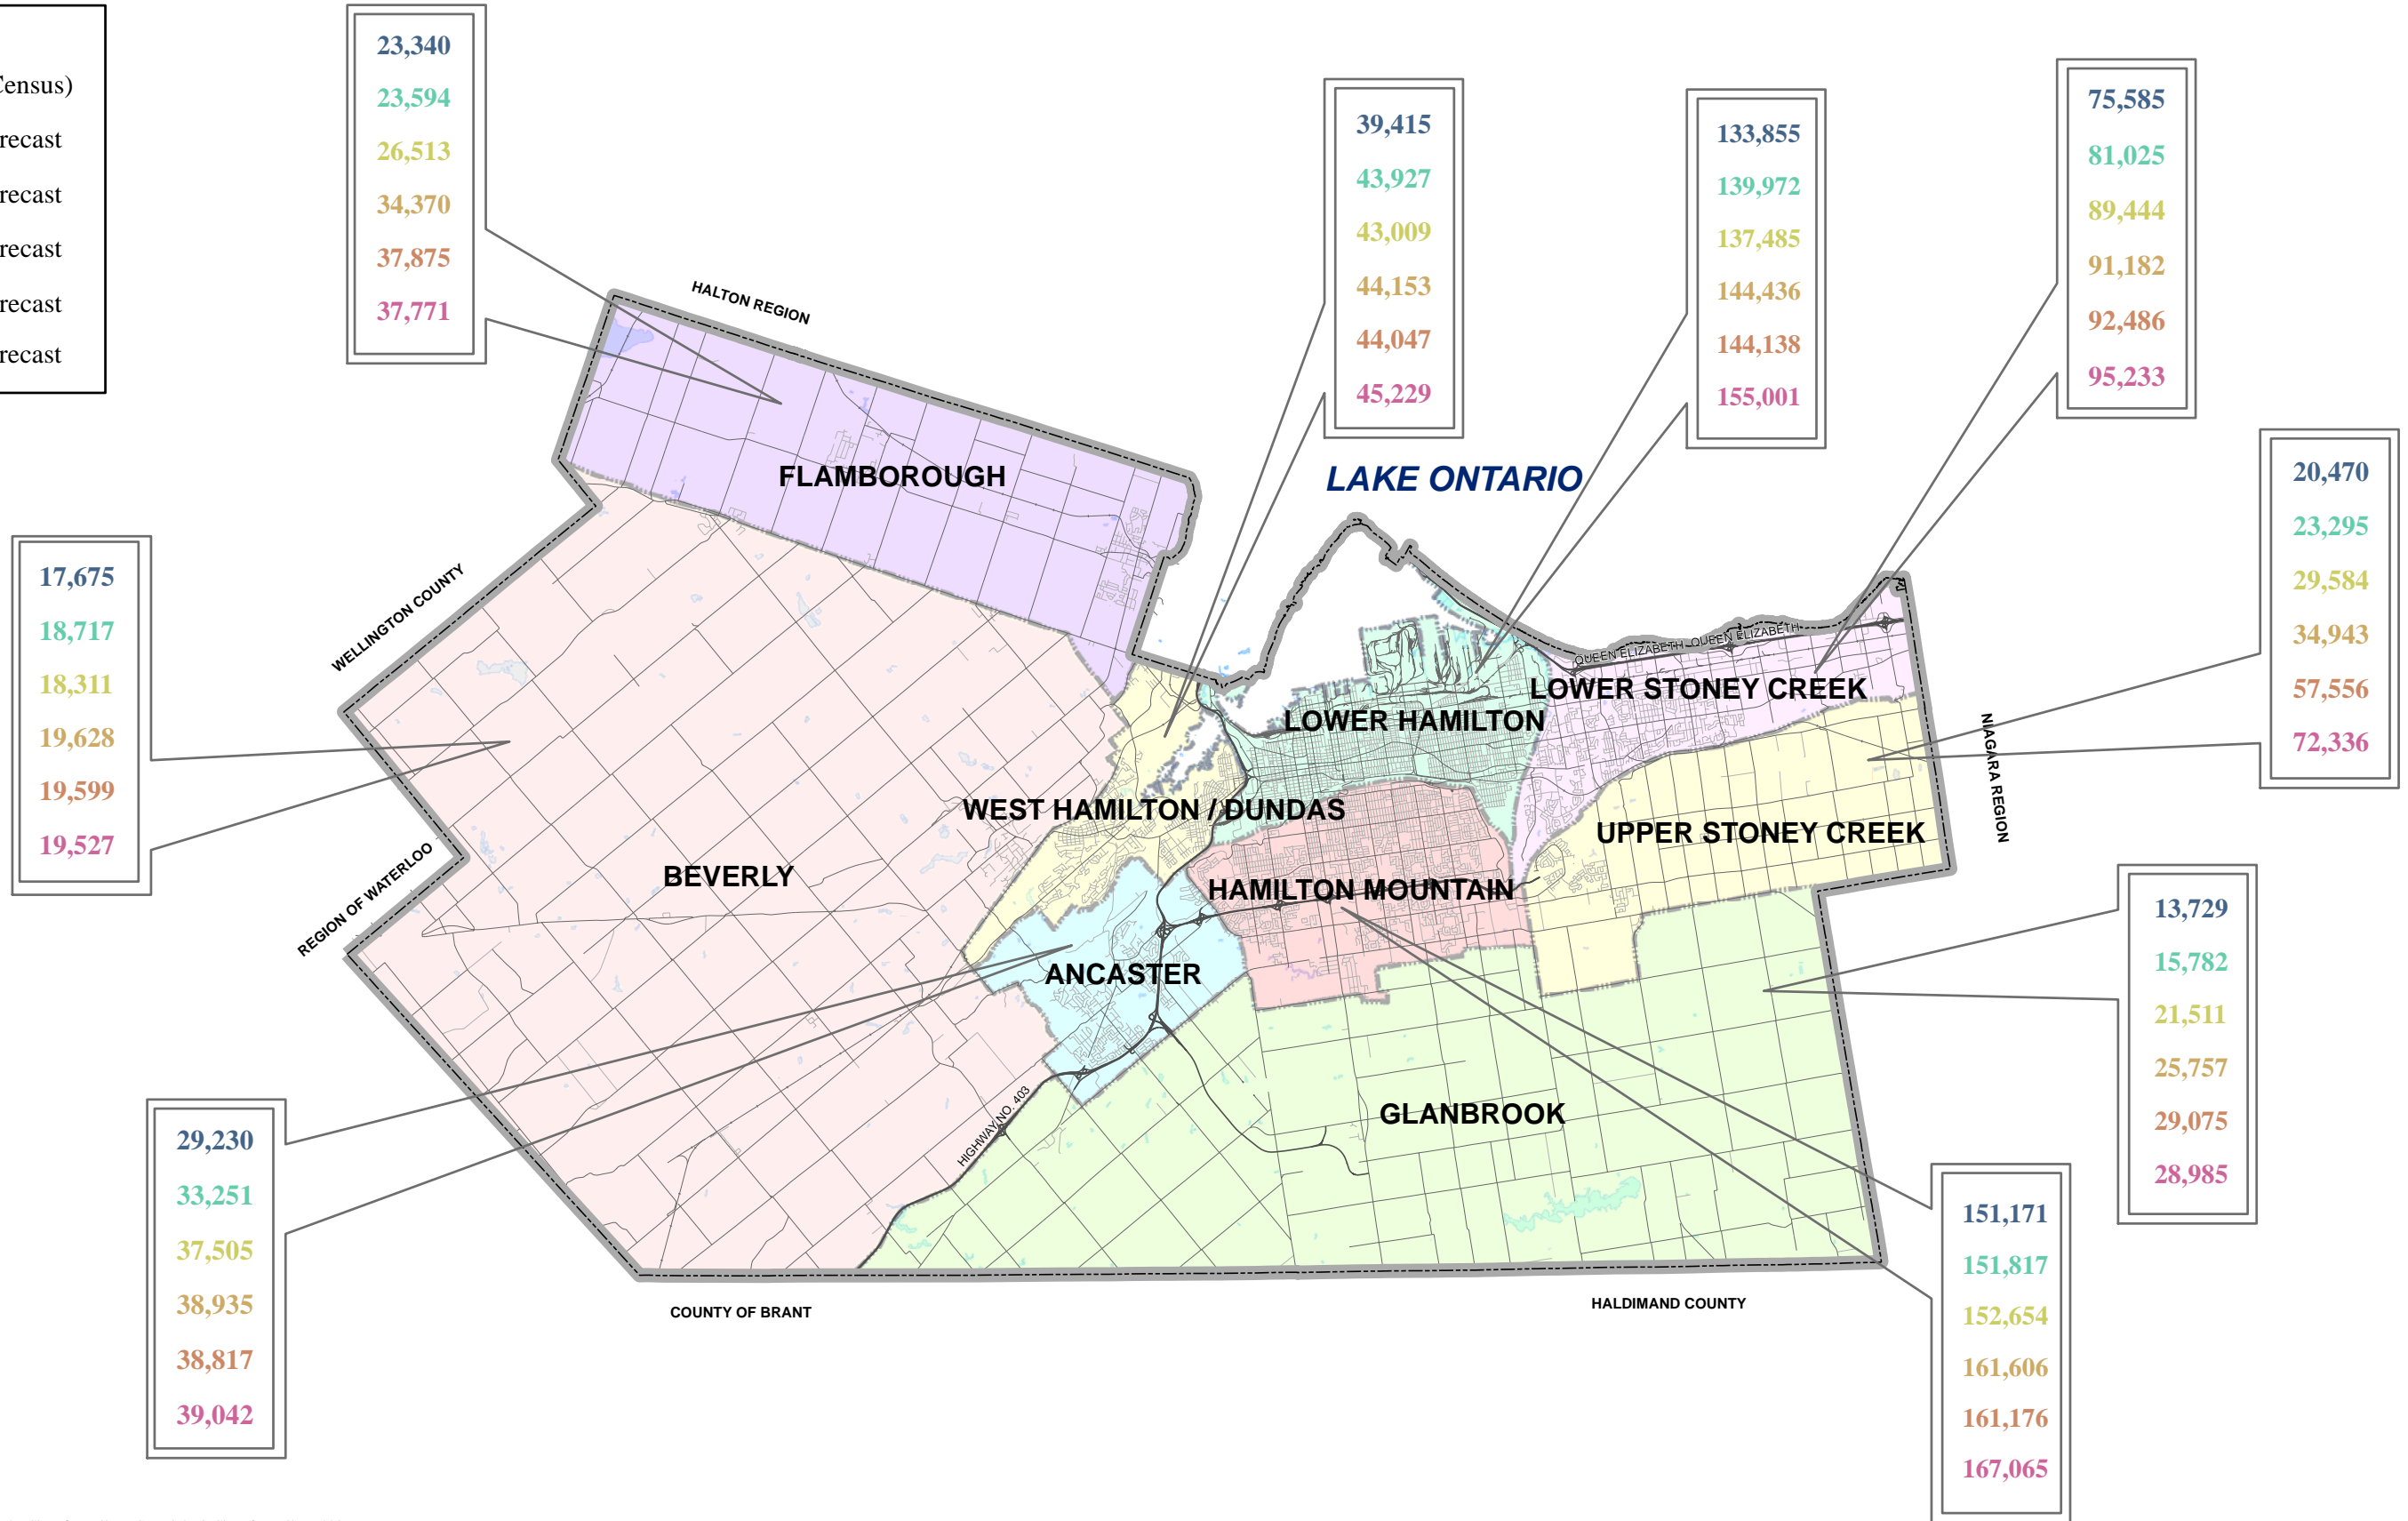 Census)
recast
recast
recast
recast
recast
23,340
23,594
26,513
34,370
37,875
37,771
39,415
43,927
43,009
44,153
44,047
45,229
133,855
139,972
137,485
144,436
144,138
155,001
75,585
81,025
89,444
91,182
92,486
95,233
20,470
23,295
29,584
34,943
57,556
72,336
17,675
18,717
18,311
19,628
19,599
19,527
13,729
15,782
21,511
25,757
29,075
28,985
29,230
33,251
37,505
38,935
38,817
39,042
151,171
151,817
152,654
161,606
161,176
167,065
HALTON REGION
FLAMBOROUGH
LAKE ONTARIO
WELLINGTON COUNTY
QUEEN ELIZABETH QUEEN ELIZABETH
LOWER STONEY CREEK
LOWER HAMILTON
NIAGARA REGION
WEST HAMILTON / DUNDAS
UPPER STONEY CREEK
REGION OF WATERLOO
BEVERLY
HAMILTON MOUNTAIN
ANCASTER
HIGHWAY NO. 403
GLANBROOK
COUNTY OF BRANT
HALDIMAND COUNTY